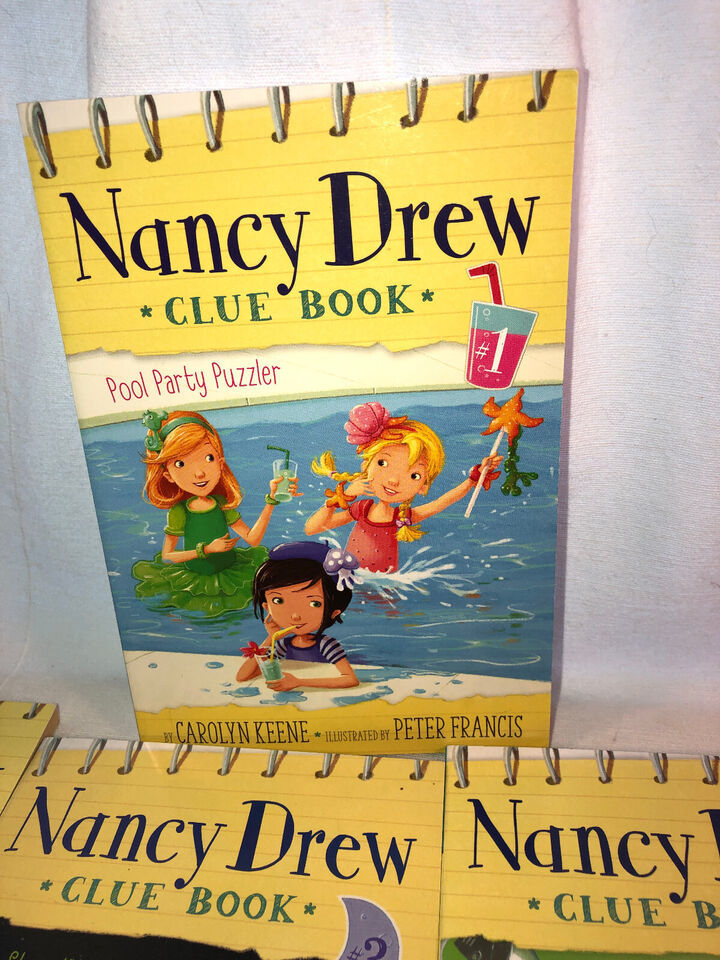 Nancy Drew
* CLUE BOOK *
#1
Pool Party Puzzler
BY CAROLYN KEENE * ILLUSTRATED BY PETER FRANCIS
Nancy Drew
* CLUE BOOK *
Nancy
* CLUE B